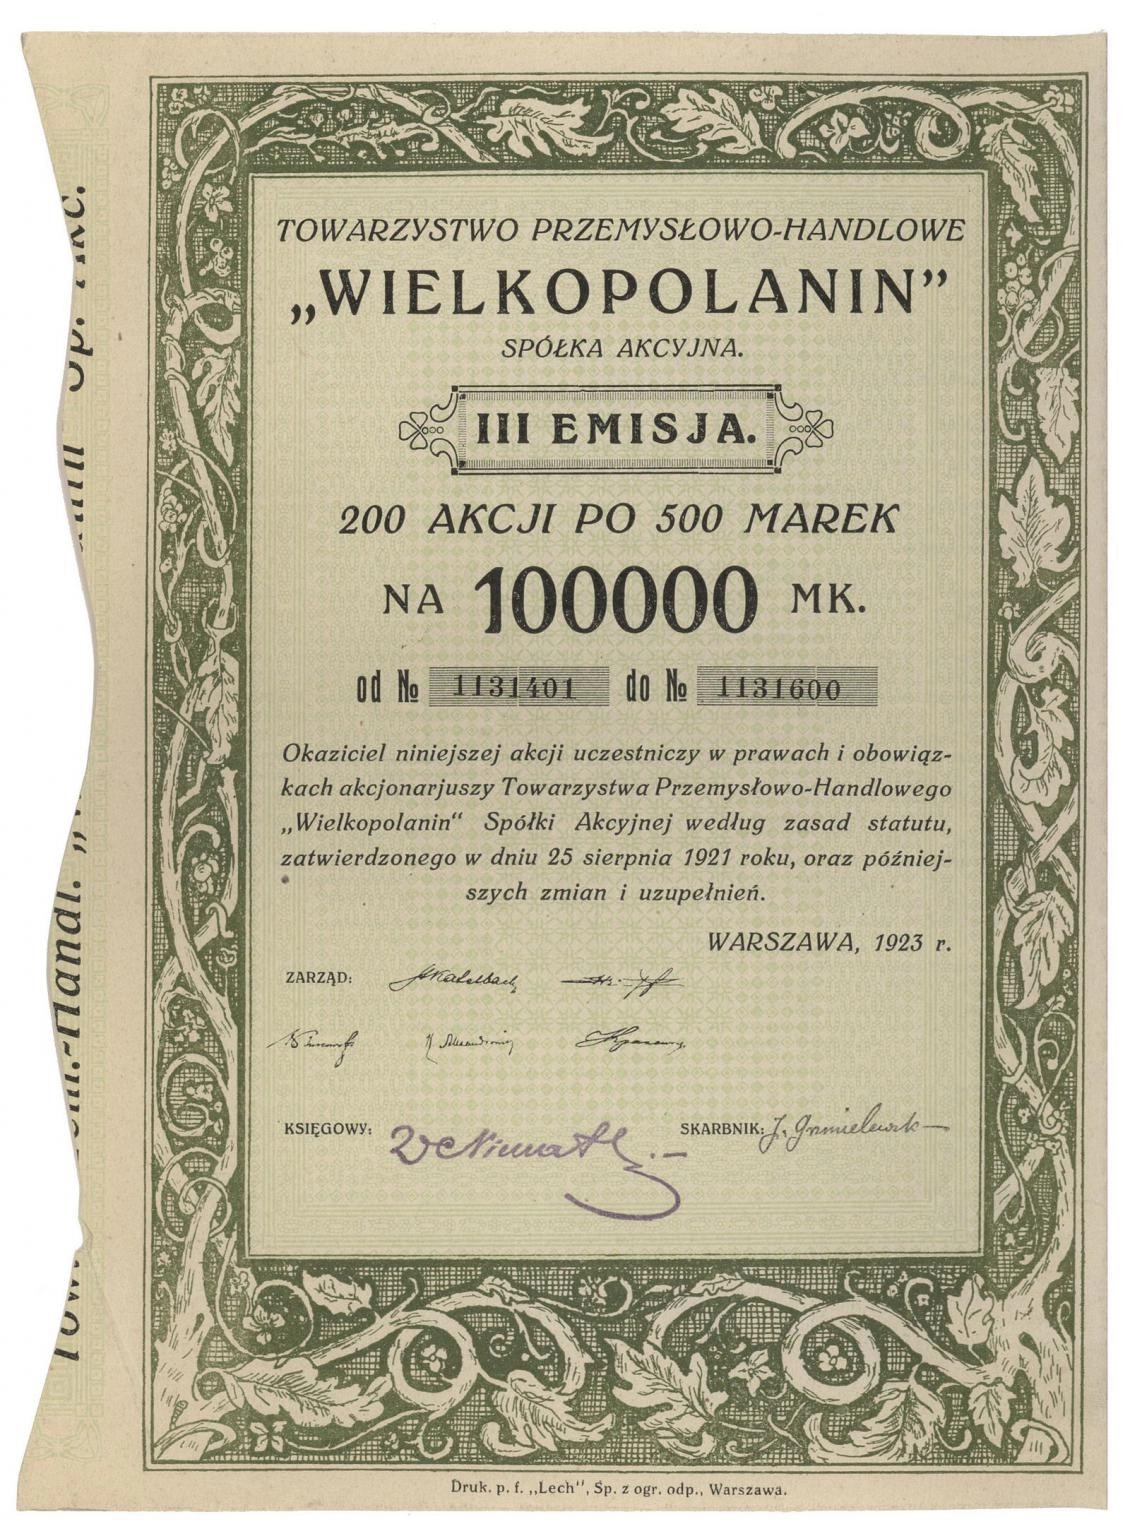 TOWARZYSTWO PRZEMYSŁOWO-HANDLOWE
„WIELKOPOLANIN”
SPÓŁKA AKCYJNA.
III EMISJA.
200 AKCJI PO 500 MAREK
NA 100000 MK.
od № 1131401 do № 1131600
Okaziciel niniejszej akcji uczestniczy w prawach i obowiąz-
kach akcjonarjuszy Towarzystwa Przemysłowo-Handlowego
„Wielkopolanin“ Spółki Akcyjnej według zasad statutu,
zatwierdzonego w dniu 25 sierpnia 1921 roku, oraz później-
szych zmian i uzupełnień.
WARSZAWA, 1923 r.
ZARZĄD:
KSIĘGOWY:
SKARBNIK:
Druk. p. f. „Lech", Sp. z ogr. odp., Warszawa.